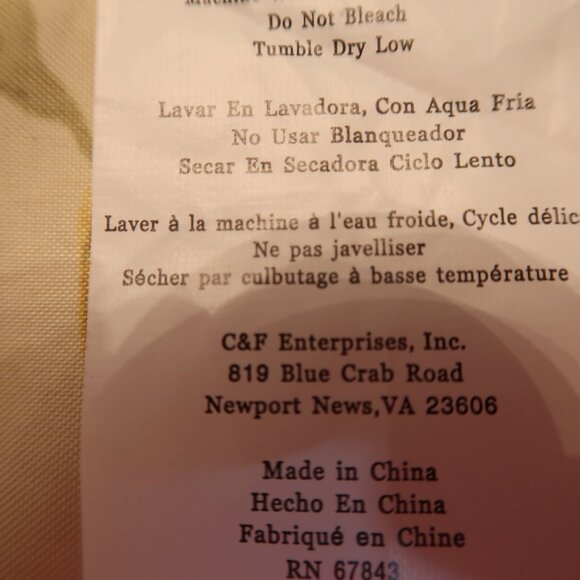 Machine
Do Not Bleach
Tumble Dry Low
Lavar En Lavadora, Con Aqua Fria
No Usar Blanqueador
Secar En Secadora Ciclo Lento
Laver à la machine à l'eau froide, Cycle délic
Ne pas javelliser
Sécher par culbutage à basse température
C&F Enterprises, Inc.
819 Blue Crab Road
Newport News,VA 23606
Made in China
Hecho En China
Fabriqué en Chine
RN 67843